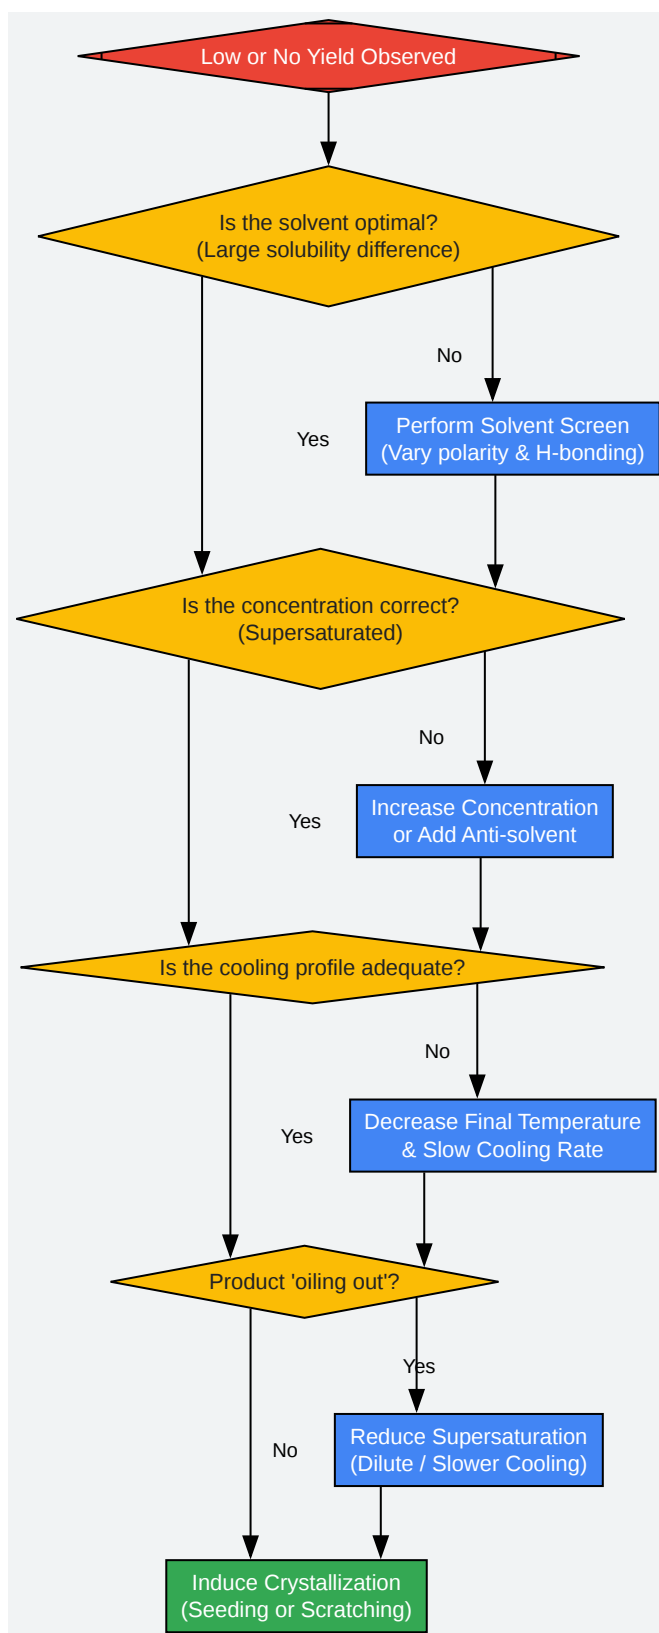 Low or No Yield Observed
Is the solvent optimal?
(Large solubility difference)
No
Yes
Perform Solvent Screen
(Vary polarity & H-bonding)
Is the concentration correct?
(Supersaturated)
No
Yes
Increase Concentration
or Add Anti-solvent
Is the cooling profile adequate?
No
Yes
Decrease Final Temperature
& Slow Cooling Rate
Product 'oiling out'?
Yes
No
Reduce Supersaturation
(Dilute / Slower Cooling)
Induce Crystallization
(Seeding or Scratching)